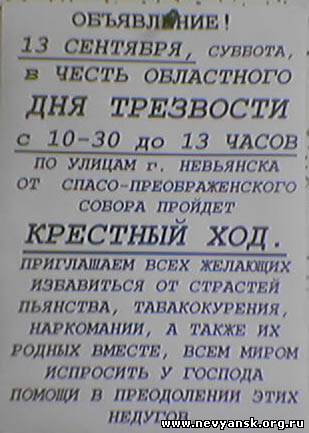 ОБЪЯВЛЕНИЕ!
13 СЕНТЯБРЯ, СУББОТА,
В ЧЕСТЬ ОБЛАСТНОГО
ДНЯ ТРЕЗВОСТИ
С 10-30 ДО 13 ЧАСОВ
ПО УЛИЦАМ г. НЕВЬЯНСКА
ОТ СПАСО-ПРЕОБРАЖЕНСКОГО
СОБОРА ПРОЙДЕТ
КРЕСТНЫЙ ХОД.
ПРИГЛАШАЕМ ВСЕХ ЖЕЛАЮЩИХ
ИЗБАВИТЬСЯ ОТ СТРАСТЕЙ
ПЬЯНСТВА, ТАБАКОКУРЕНИЯ,
НАРКОМАНИИ, А ТАКЖЕ ИХ
РОДНЫХ ВМЕСТЕ, ВСЕМ МИРОМ
ИСПРОСИТЬ У ГОСПОДА
ПОМОЩИ В ПРЕОДОЛЕНИИ ЭТИХ
НЕДУГОВ
www.nevyansk.org.ru